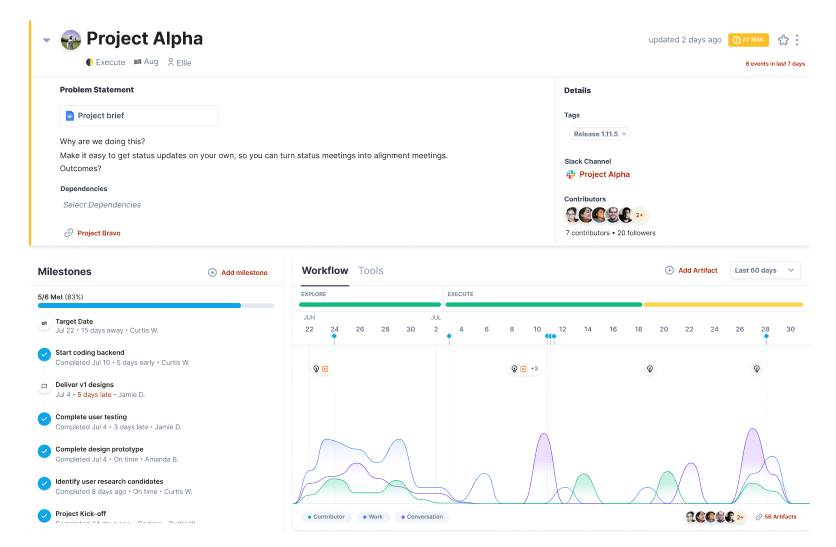 Project Alpha
updated 2 days ago
AT RISK
Execute
Aug
Ellie
6 events in last 7 days
Problem Statement
Project brief
Why are we doing this?
Make it easy to get status updates on your own, so you can turn status meetings into alignment meetings.
Outcomes?
Dependencies
Select Dependencies
Project Bravo
Details
Tags
Release 1.11.5 ×
Slack Channel
Project Alpha
Contributors
2+
7 contributors • 20 followers
Milestones
Add milestone
5/6 Met (83%)
Target Date
Jul 22 • 15 days away • Curtis W.
Start coding backend
Completed Jul 10 • 5 days early • Curtis W.
Deliver v1 designs
Jul 4 • 5 days late • Jamie D.
Complete user testing
Completed Jul 4 • 3 days late • Jamie D.
Complete design prototype
Completed Jul 4 • On time • Amanda B.
Identify user research candidates
Completed 8 days ago • On time • Curtis W.
Project Kick-off
Completed 24 days ago • On time • Curtis W.
Workflow
Tools
Add Artifact
Last 60 days
EXPLORE
EXECUTE
JUN
JUL
22 24 26 28 30 2 4 6 8 10 12 14 16 18 20 22 24 26 28 30
+3
Contributor
Work
Conversation
2+
56 Artifacts